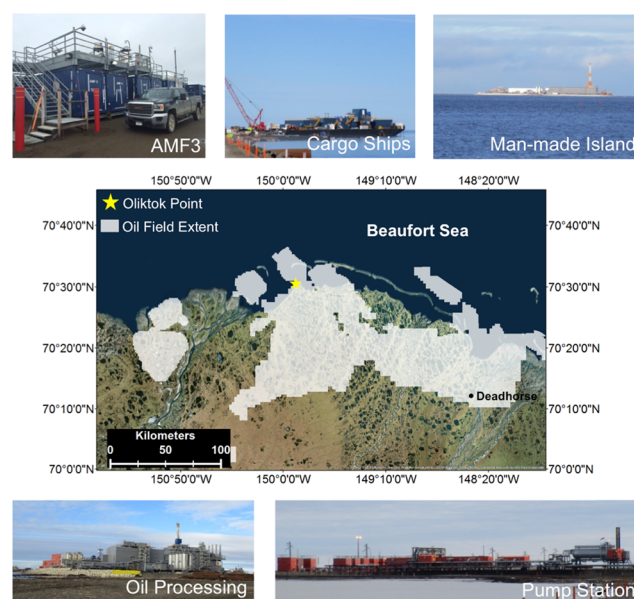 AMF3
Cargo Ships
Man-made Island
150°50'0"W 150°0'0"W 149°10'0"W 148°20'0"W
Oliktok Point
Oil Field Extent
Beaufort Sea
70°40'0"N 70°40'0"N
70°30'0"N 70°30'0"N
70°20'0"N 70°20'0"N
Deadhorse
70°10'0"N 70°10'0"N
Kilometers
0 50 100
70°0'0"N 70°0'0"N
150°50'0"W 150°0'0"W 149°10'0"W 148°20'0"W
Oil Processing
Pump Station